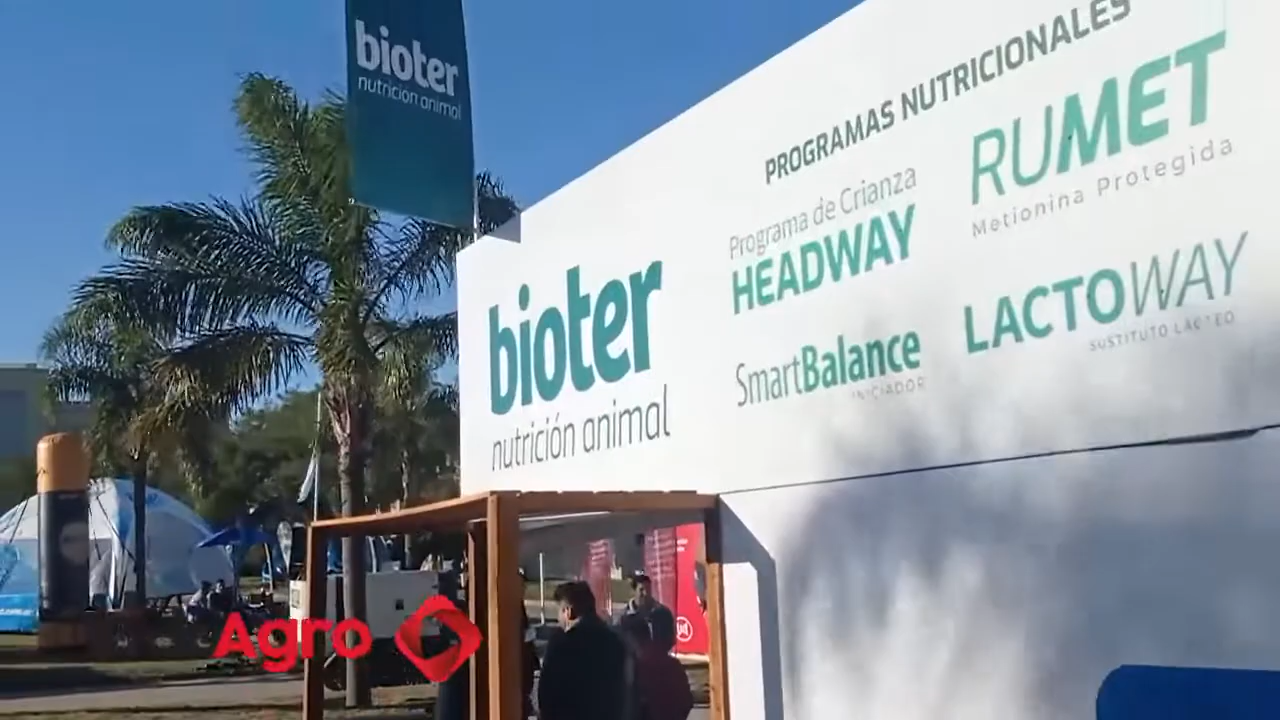 bioter
nutrición animal
PROGRAMAS NUTRICIONALES
Programa de Crianza
HEADWAY
RUMET
Metionina Protegida
SmartBalance
INICIADOR
LACTOWAY
SUSTITUTO LÁCTEO
bioter
nutrición animal
Agro